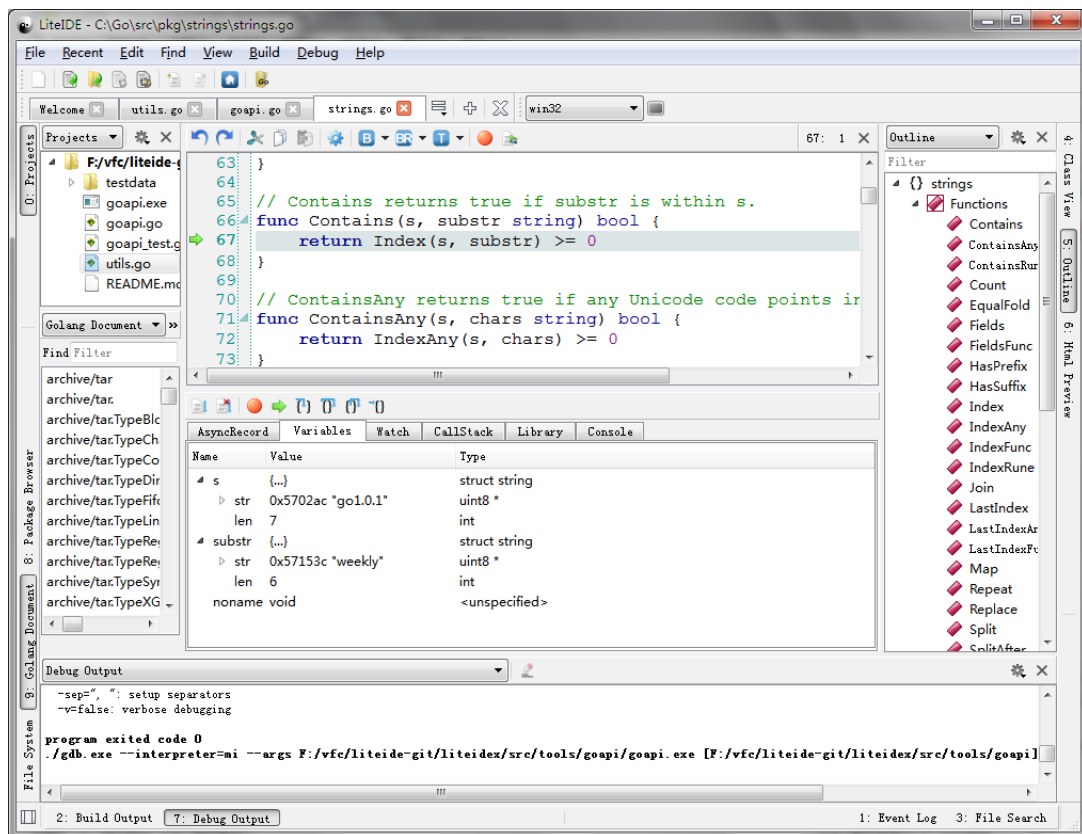 LiteIDE - C:\Go\src\pkg\strings\strings.go
File Recent Edit Find View Build Debug Help
Welcome utils.go goapi.go strings.go win32
0: Projects
8: Package Browser
9: Golang Document
File System
Projects
F:/vfc/liteide-g
testdata
goapi.exe
goapi.go
goapi_test.g
utils.go
README.md
Golang Document »
Find Filter
archive/tar
archive/tar.
archive/tar.TypeBlc
archive/tar.TypeCh
archive/tar.TypeCo
archive/tar.TypeDir
archive/tar.TypeFifo
archive/tar.TypeLin
archive/tar.TypeReg
archive/tar.TypeReg
archive/tar.TypeSyr
archive/tar.TypeXG
B BR T 67: 1
63 }
64
65 // Contains returns true if substr is within s.
66 func Contains(s, substr string) bool {
67 return Index(s, substr) >= 0
68 }
69
70 // ContainsAny returns true if any Unicode code points in
71 func ContainsAny(s, chars string) bool {
72 return IndexAny(s, chars) >= 0
73 }
AsyncRecord Variables Watch CallStack Library Console
Name Value Type
s {...} struct string
str 0x5702ac "go1.0.1" uint8 *
len 7 int
substr {...} struct string
str 0x57153c "weekly" uint8 *
len 6 int
noname void <unspecified>
Outline
Filter
{} strings
Functions
Contains
ContainsAny
ContainsRur
Count
EqualFold
Fields
FieldsFunc
HasPrefix
HasSuffix
Index
IndexAny
IndexFunc
IndexRune
Join
LastIndex
LastIndexAr
LastIndexFu
Map
Repeat
Replace
Split
SplitAfter
4: Class View
5: Outline
6: Html Preview
Debug Output
-sep=", ": setup separators
-v=false: verbose debugging
program exited code 0
./gdb.exe --interpreter=mi --args F:/vfc/liteide-git/liteidex/src/tools/goapi/goapi.exe [F:/vfc/liteide-git/liteidex/src/tools/goapi]
2: Build Output 7: Debug Output 1: Event Log 3: File Search